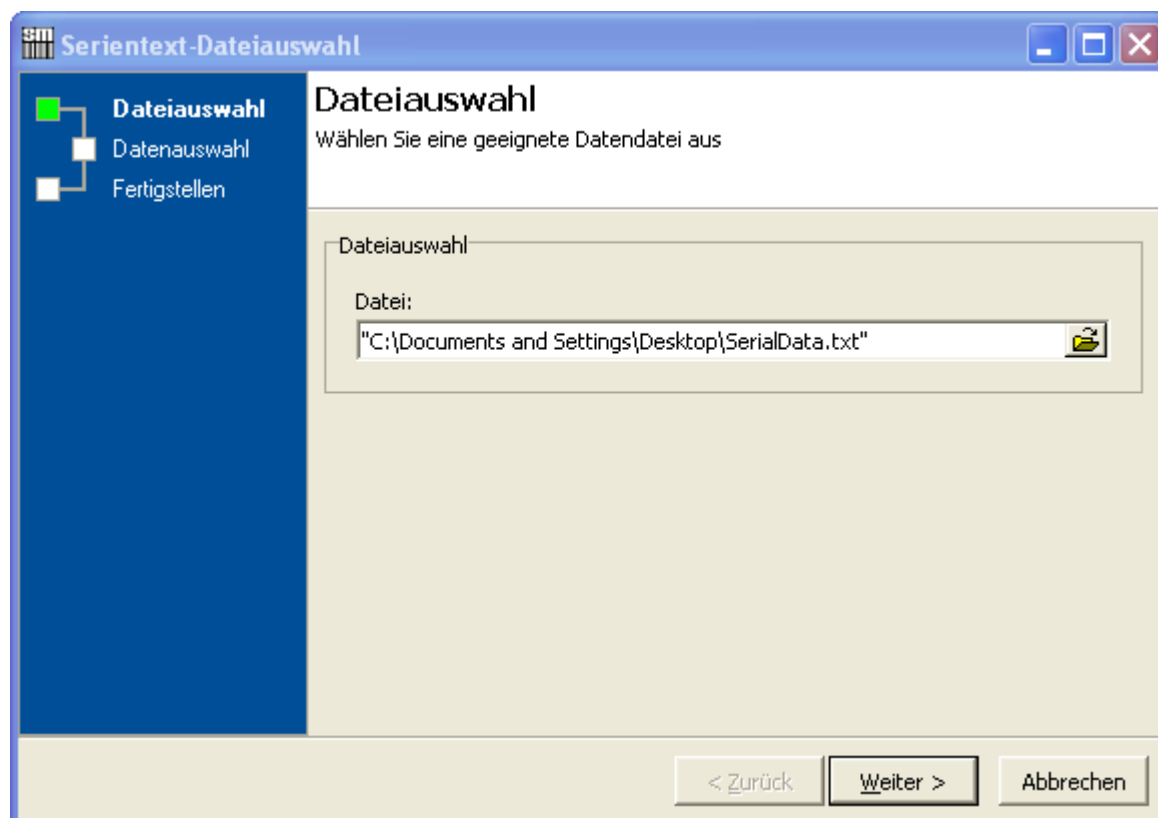 sm Serientext-Dateiauswahl
Dateiauswahl
Datenauswahl
Fertigstellen
Dateiauswahl
Wählen Sie eine geeignete Datendatei aus
Dateiauswahl
Datei:
"C:\Documents and Settings\Desktop\SerialData.txt"
< Zurück Weiter > Abbrechen